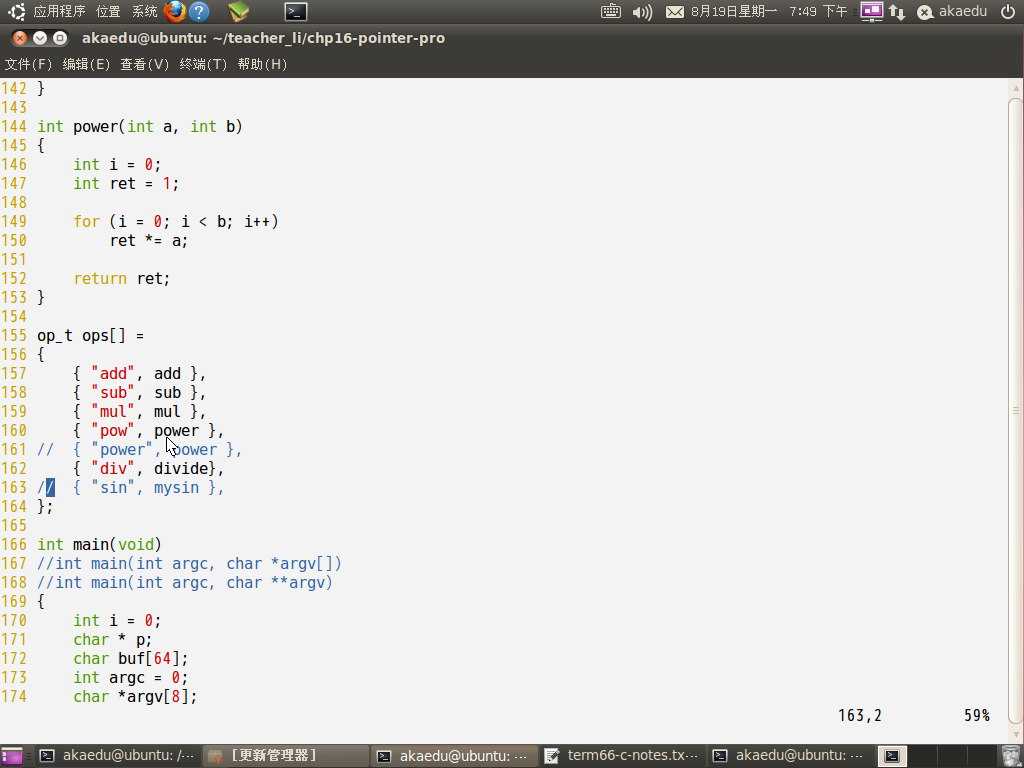 应用程序 位置 系统 8月19日星期一 7:49 下午 akaedu
akaedu@ubuntu: ~/teacher_li/chp16-pointer-pro
文件(F) 编辑(E) 查看(V) 终端(T) 帮助(H)
142 }
143
144 int power(int a, int b)
145 {
146     int i = 0;
147     int ret = 1;
148
149     for (i = 0; i < b; i++)
150         ret *= a;
151
152     return ret;
153 }
154
155 op_t ops[] =
156 {
157     { "add", add },
158     { "sub", sub },
159     { "mul", mul },
160     { "pow", power },
161 //  { "power", power },
162     { "div", divide},
163 //  { "sin", mysin },
164 };
165
166 int main(void)
167 //int main(int argc, char *argv[])
168 //int main(int argc, char **argv)
169 {
170     int i = 0;
171     char * p;
172     char buf[64];
173     int argc = 0;
174     char *argv[8];
163,2 59%
akaedu@ubuntu: /··· [更新管理器] akaedu@ubuntu: ··· term66-c-notes.tx··· akaedu@ubuntu: ···